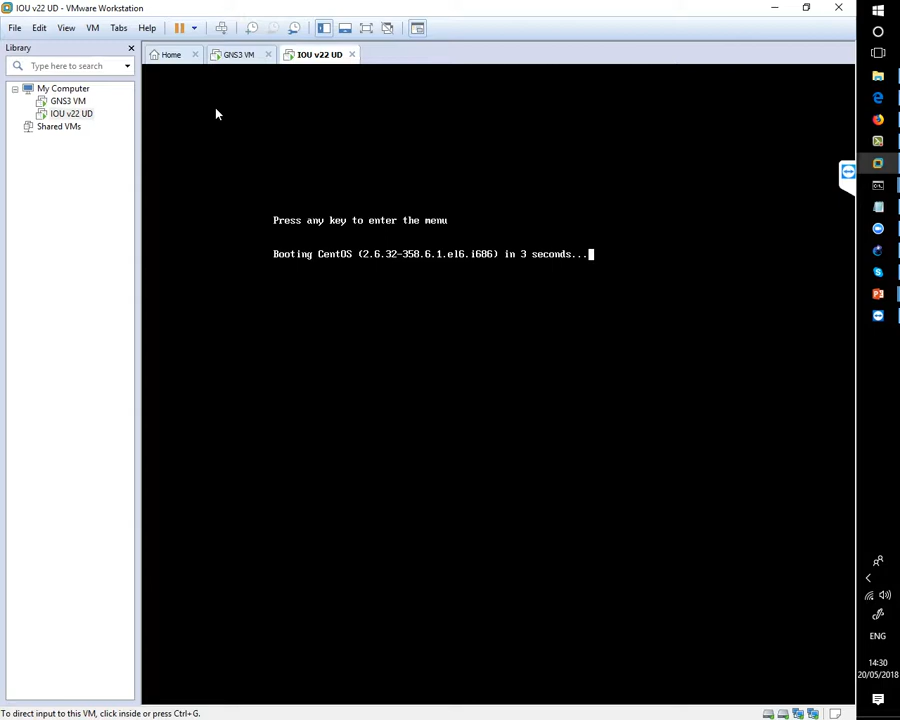 IOU v22 UD - VMware Workstation
File Edit View VM Tabs Help
Library
Type here to search
My Computer
GNS3 VM
IOU v22 UD
Shared VMs
Home
GNS3 VM
IOU v22 UD
Press any key to enter the menu
Booting CentOS (2.6.32-358.6.1.el6.i686) in 3 seconds...
ENG
14:30
20/05/2018
To direct input to this VM, click inside or press Ctrl+G.